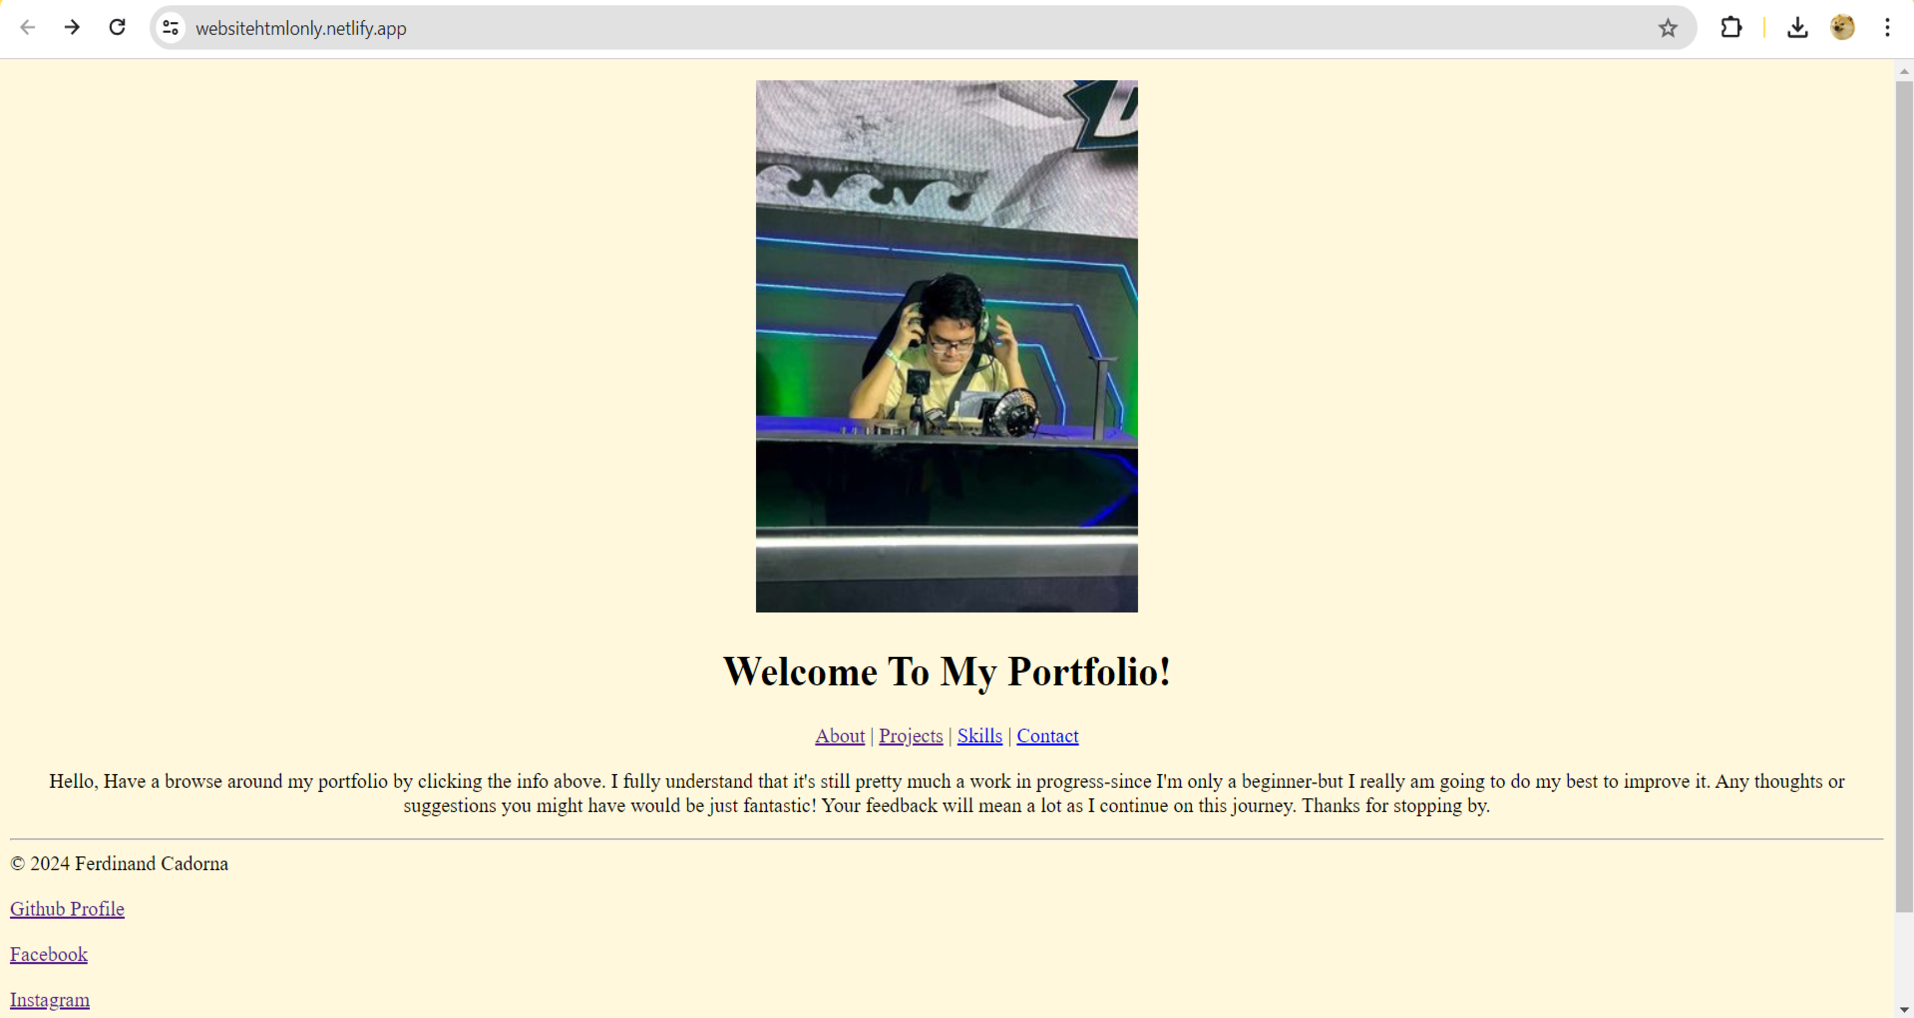 websitehtmlonly.netlify.app
Welcome To My Portfolio!
About | Projects | Skills | Contact
Hello, Have a browse around my portfolio by clicking the info above. I fully understand that it's still pretty much a work in progress-since I'm only a beginner-but I really am going to do my best to improve it. Any thoughts or
suggestions you might have would be just fantastic! Your feedback will mean a lot as I continue on this journey. Thanks for stopping by.
© 2024 Ferdinand Cadorna
Github Profile
Facebook
Instagram